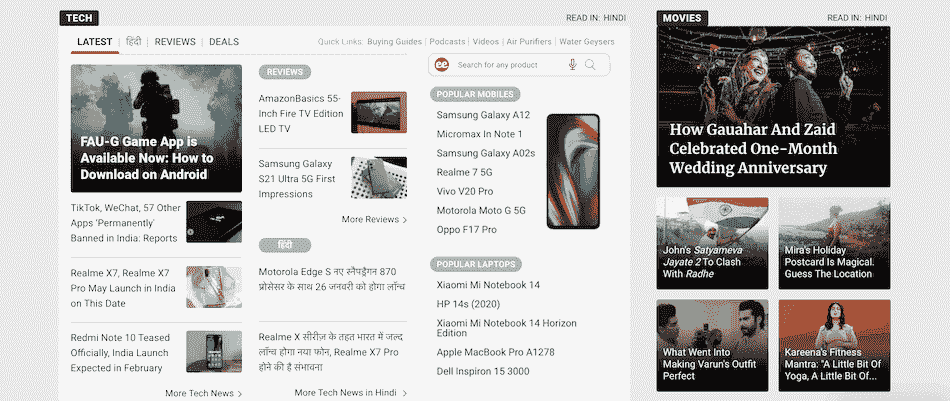 TECH
READ IN: HINDI
LATEST | हिंदी | REVIEWS | DEALS
Quick Links: Buying Guides | Podcasts | Videos | Air Purifiers | Water Geysers
FAU-G Game App is
Available Now: How to
Download on Android
TikTok, WeChat, 57 Other
Apps 'Permanently'
Banned in India: Reports
Realme X7, Realme X7
Pro May Launch in India
on This Date
Redmi Note 10 Teased
Officially, India Launch
Expected in February
More Tech News >
REVIEWS
AmazonBasics 55-
Inch Fire TV Edition
LED TV
Samsung Galaxy
S21 Ultra 5G First
Impressions
More Reviews >
हिंदी
Motorola Edge S नए स्नैपड्रैगन 870
प्रोसेसर के साथ 26 जनवरी को होगा लॉन्च
Realme X सीरीज़ के तहत भारत में जल्द
लॉन्च होगा नया फोन, Realme X7 Pro
होने की है संभावना
More Tech News in Hindi >
Search for any product
POPULAR MOBILES
Samsung Galaxy A12
Micromax In Note 1
Samsung Galaxy A02s
Realme 7 5G
Vivo V20 Pro
Motorola Moto G 5G
Oppo F17 Pro
POPULAR LAPTOPS
Xiaomi Mi Notebook 14
HP 14s (2020)
Xiaomi Mi Notebook 14 Horizon
Edition
Apple MacBook Pro A1278
Dell Inspiron 15 3000
MOVIES
READ IN: HINDI
How Gauahar And Zaid
Celebrated One-Month
Wedding Anniversary
John's Satyameva
Jayate 2 To Clash
With Radhe
Mira's Holiday
Postcard Is Magical.
Guess The Location
What Went Into
Making Varun's Outfit
Perfect
Kareena's Fitness
Mantra: "A Little Bit Of
Yoga, A Little Bit Of...